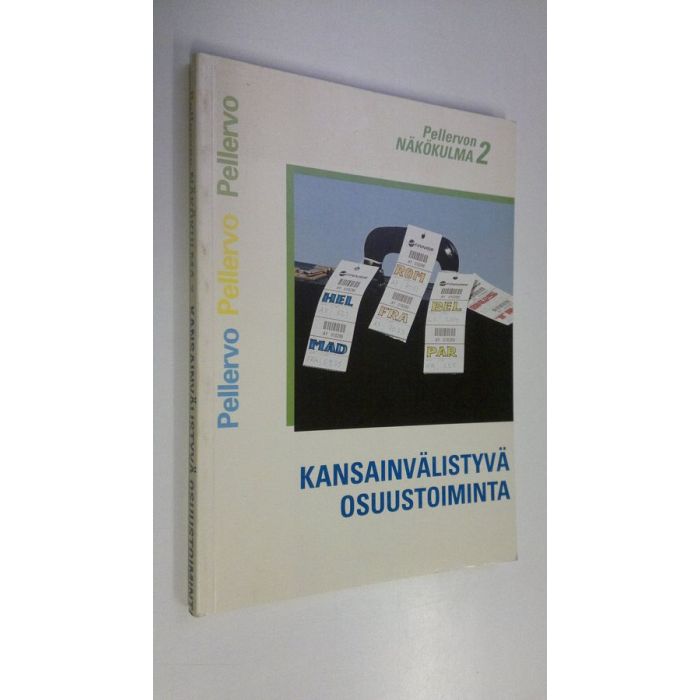 Pellervon
NÄKÖKULMA 2
Pellervo Pellervo Pellervo
HEL
MAD
ROM
FRA
BEL
PAR
KANSAINVÄLISTYVÄ
OSUUSTOIMINTA
KANSAINVÄLISTYVÄ OSUUSTOIMINTA